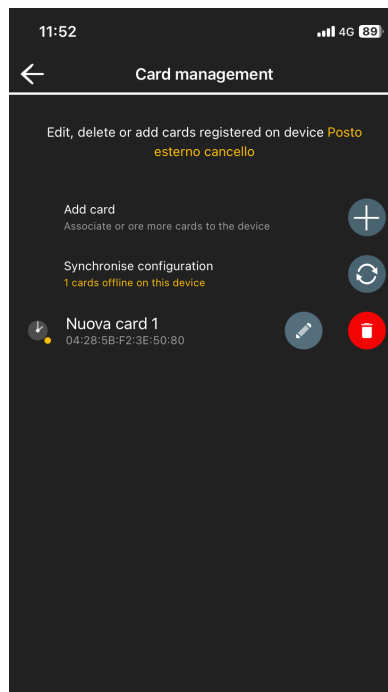 11:52
4G 89
Card management
Edit, delete or add cards registered on device Posto
esterno cancello
Add card
Associate or ore more cards to the device
Synchronise configuration
1 cards offline on this device
Nuova card 1
04:28:5B:F2:3E:50:80